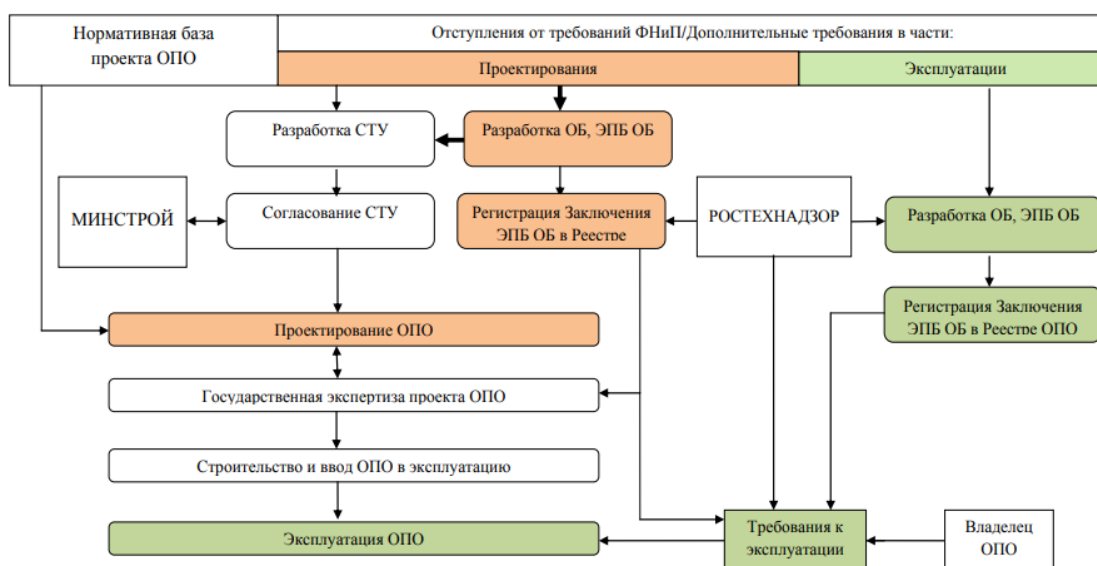 Нормативная база
проекта ОПО
Отступления от требований ФНиП/Дополнительные требования в части:
Проектирования
Эксплуатации
Разработка СТУ
Разработка ОБ, ЭПБ ОБ
МИНСТРОЙ
Согласование СТУ
Регистрация Заключения
ЭПБ ОБ в Реестре
РОСТЕХНАДЗОР
Разработка ОБ, ЭПБ ОБ
Регистрация Заключения
ЭПБ ОБ в Реестре ОПО
Проектирование ОПО
Государственная экспертиза проекта ОПО
Строительство и ввод ОПО в эксплуатацию
Эксплуатация ОПО
Требования к
эксплуатации
Владелец
ОПО